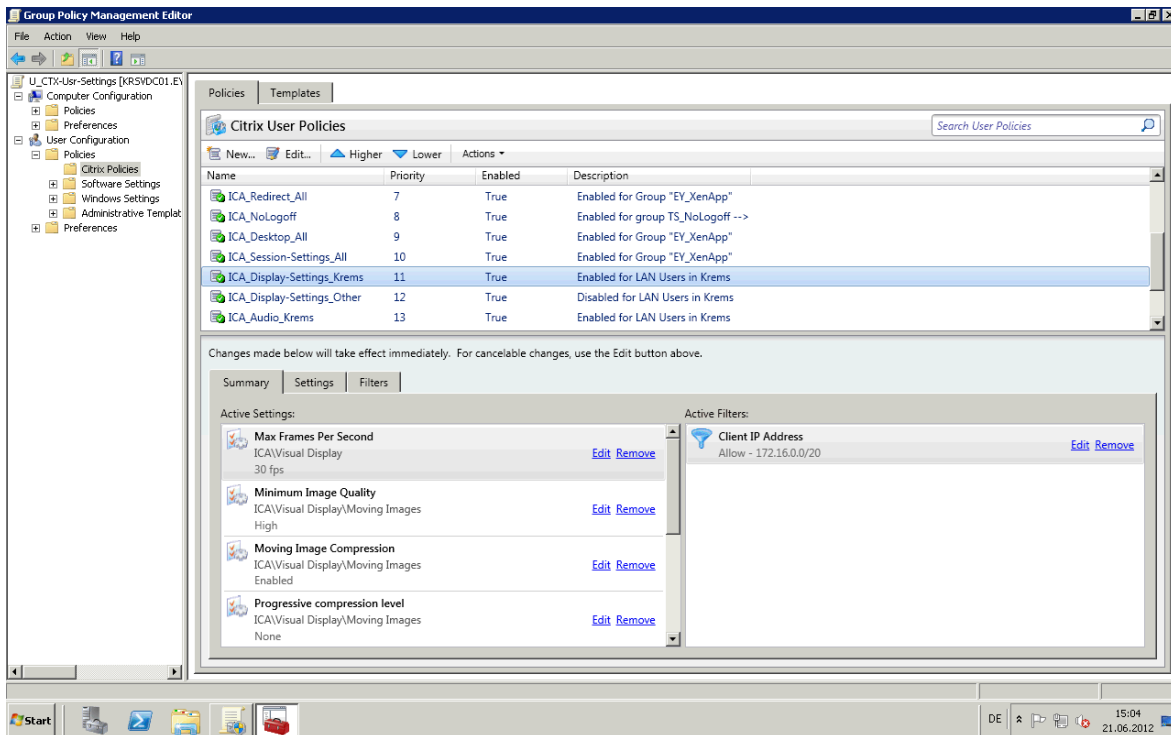 Group Policy Management Editor
File Action View Help
U_CTX-Usr-Settings [KRSVDC01.EY
Computer Configuration
Policies
Preferences
User Configuration
Policies
Citrix Policies
Software Settings
Windows Settings
Administrative Templat
Preferences
Policies Templates
Citrix User Policies
Search User Policies
New... Edit... Higher Lower Actions
Name Priority Enabled Description
ICA_Redirect_All 7 True Enabled for Group "EY_XenApp"
ICA_NoLogoff 8 True Enabled for group TS_NoLogoff -->
ICA_Desktop_All 9 True Enabled for Group "EY_XenApp"
ICA_Session-Settings_All 10 True Enabled for Group "EY_XenApp"
ICA_Display-Settings_Krems 11 True Enabled for LAN Users in Krems
ICA_Display-Settings_Other 12 True Disabled for LAN Users in Krems
ICA_Audio_Krems 13 True Enabled for LAN Users in Krems
Changes made below will take effect immediately. For cancelable changes, use the Edit button above.
Summary Settings Filters
Active Settings:
Max Frames Per Second
ICA\Visual Display Edit Remove
30 fps
Minimum Image Quality
ICA\Visual Display\Moving Images Edit Remove
High
Moving Image Compression
ICA\Visual Display\Moving Images Edit Remove
Enabled
Progressive compression level
ICA\Visual Display\Moving Images Edit Remove
None
Active Filters:
Client IP Address
Allow - 172.16.0.0/20 Edit Remove
Start
DE
15:04
21.06.2012